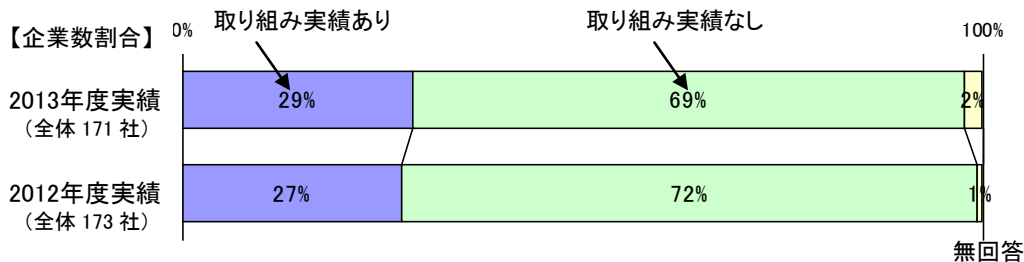 取り組み実績あり
取り組み実績なし
【企業数割合】
0%
100%
2013年度実績
29%
69%
2%
（全体 171 社）
2012年度実績
27%
72%
1%
（全体 173 社）
無回答